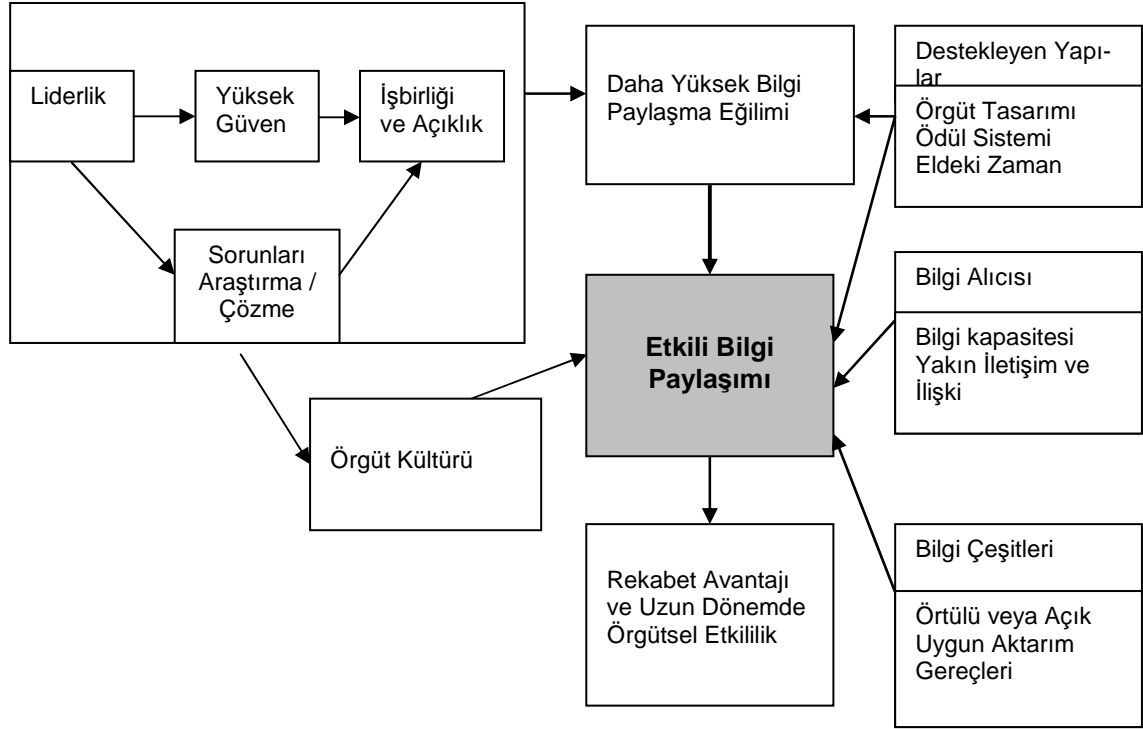 Liderlik
Yüksek
Güven
İşbirliği
ve Açıklık
Sorunları
Araştırma /
Çözme
Örgüt Kültürü
Daha Yüksek Bilgi
Paylaşma Eğilimi
Etkili Bilgi
Paylaşımı
Rekabet Avantajı
ve Uzun Dönemde
Örgütsel Etkililik
Destekleyen Yapı-
lar
Örgüt Tasarımı
Ödül Sistemi
Eldeki Zaman
Bilgi Alıcısı
Bilgi kapasitesi
Yakın İletişim ve
İlişki
Bilgi Çeşitleri
Örtülü veya Açık
Uygun Aktarım
Gereçleri